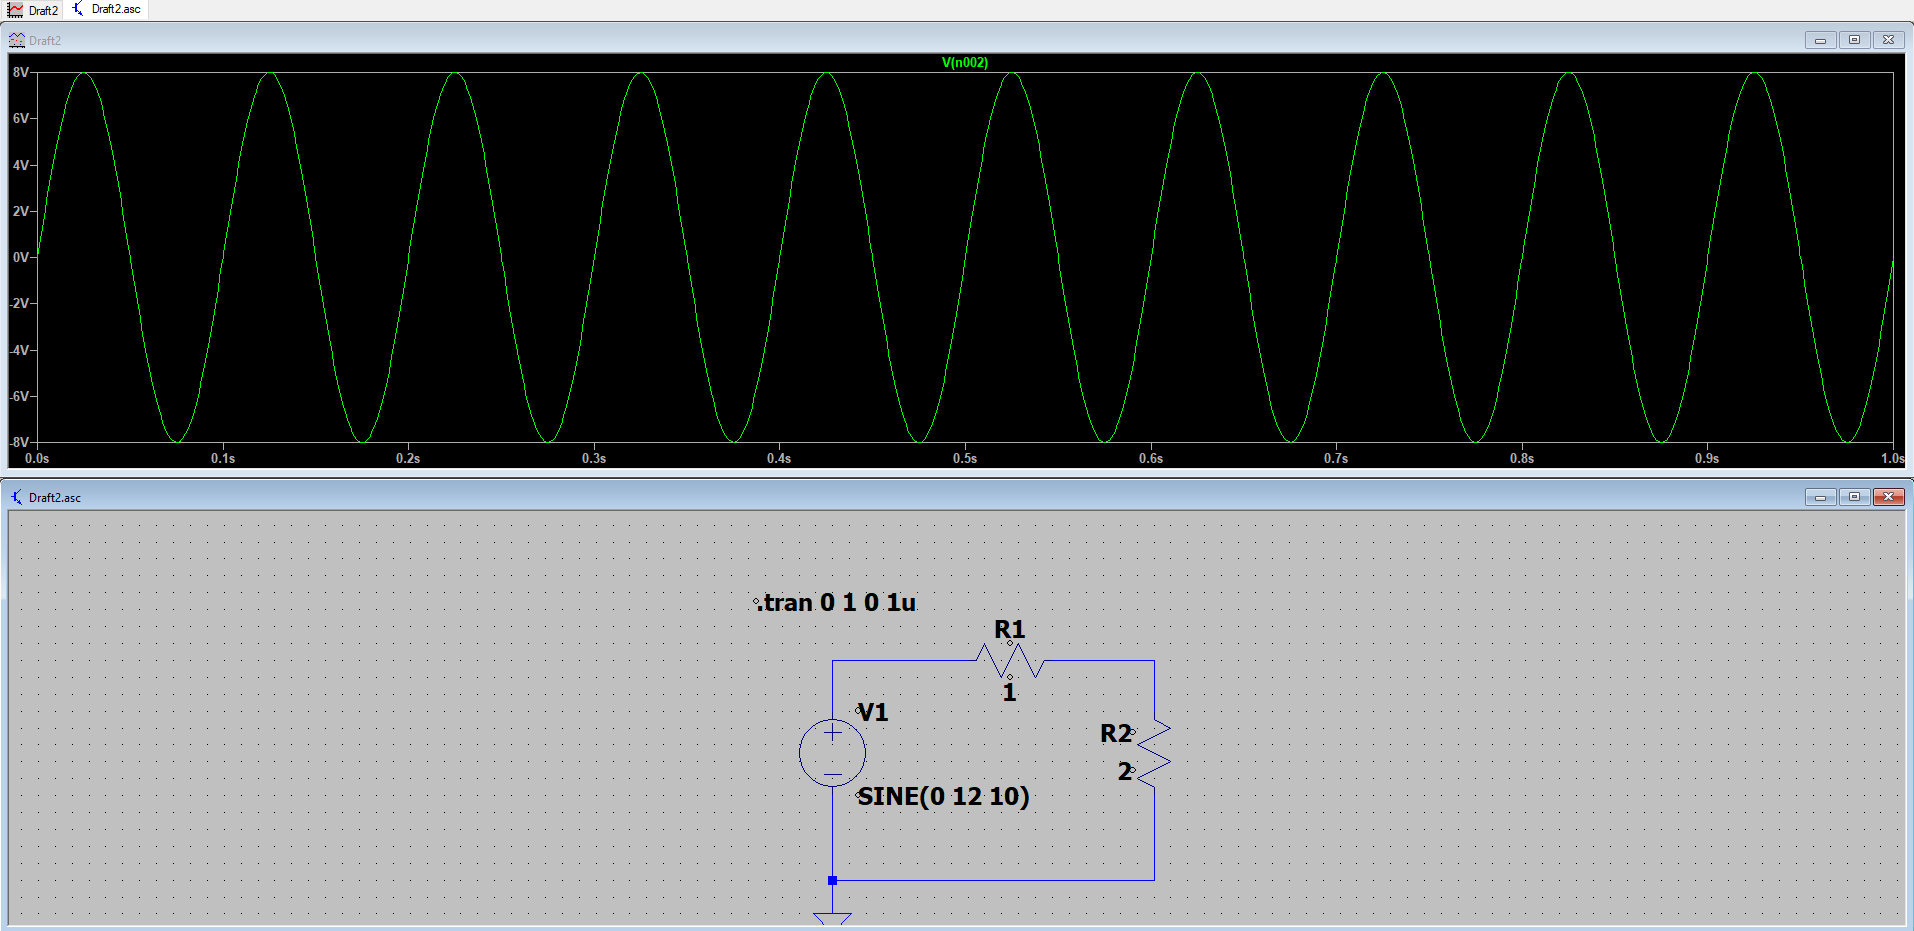 Draft2 Draft2.asc
Draft2
V(n002)
8V
6V
4V
2V
0V
-2V
-4V
-6V
-8V
0.0s 0.1s 0.2s 0.3s 0.4s 0.5s 0.6s 0.7s 0.8s 0.9s 1.0s
Draft2.asc
.tran 0 1 0 1u
R1
1
V1
R2
2
SINE(0 12 10)